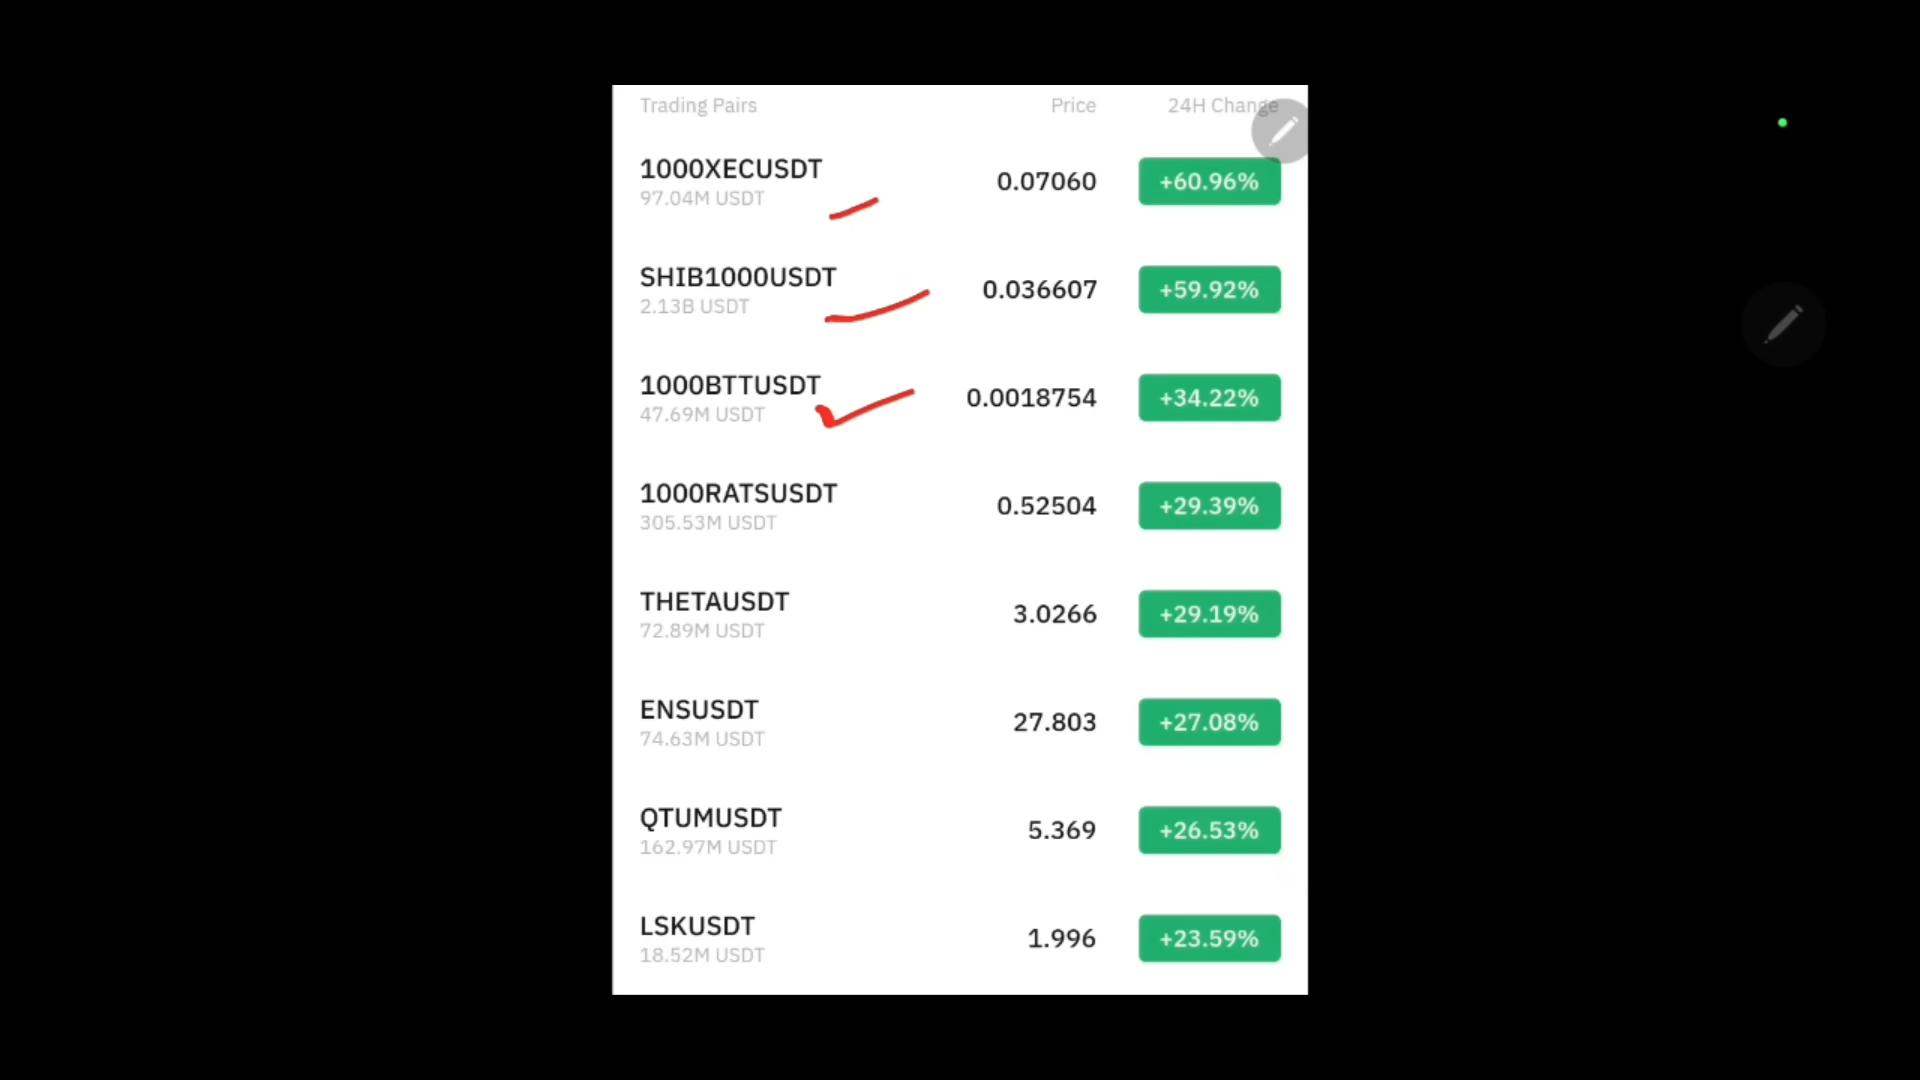 Trading Pairs Price 24H Change
1000XECUSDT 0.07060 +60.96%
97.04M USDT
SHIB1000USDT 0.036607 +59.92%
2.13B USDT
1000BTTUSDT 0.0018754 +34.22%
47.69M USDT
1000RATSUSDT 0.52504 +29.39%
305.53M USDT
THETAUSDT 3.0266 +29.19%
72.89M USDT
ENSUSDT 27.803 +27.08%
74.63M USDT
QTUMUSDT 5.369 +26.53%
162.97M USDT
LSKUSDT 1.996 +23.59%
18.52M USDT